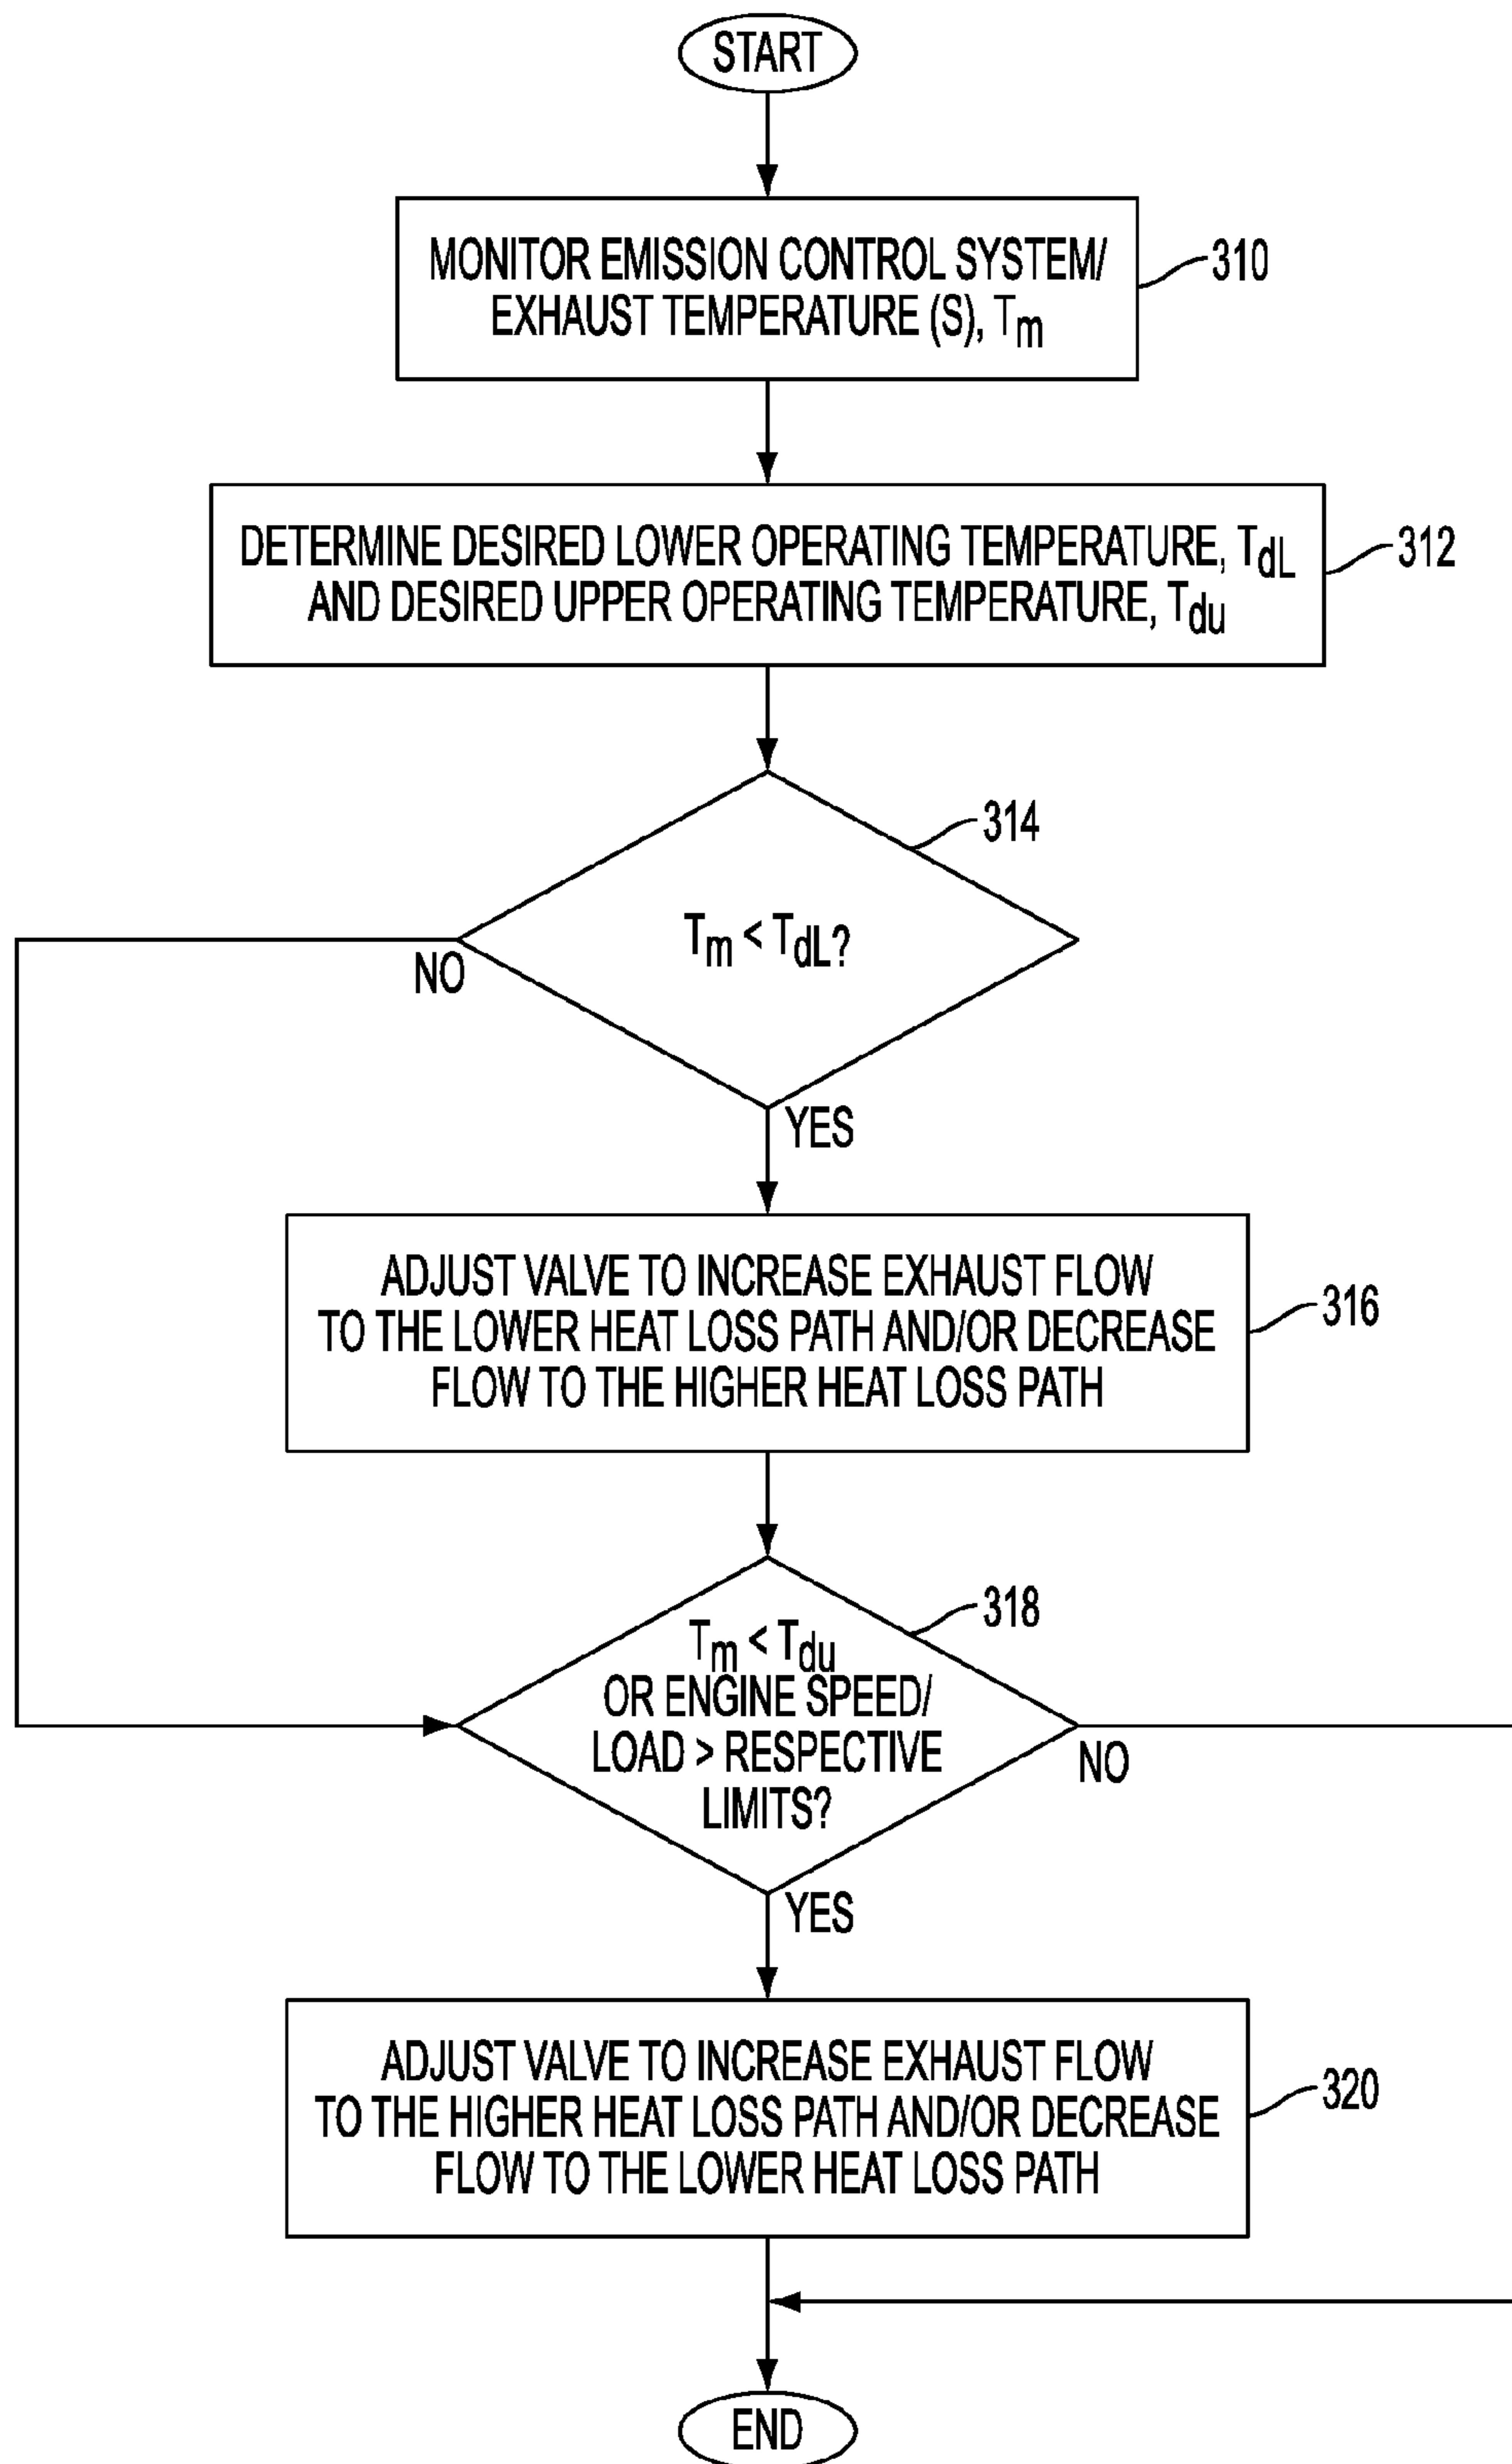 START
MONITOR EMISSION CONTROL SYSTEM/
EXHAUST TEMPERATURE (S), Tm
310
DETERMINE DESIRED LOWER OPERATING TEMPERATURE, TdL
AND DESIRED UPPER OPERATING TEMPERATURE, Tdu
312
314
Tm < TdL?
NO
YES
ADJUST VALVE TO INCREASE EXHAUST FLOW
TO THE LOWER HEAT LOSS PATH AND/OR DECREASE
FLOW TO THE HIGHER HEAT LOSS PATH
316
318
Tm < Tdu
OR ENGINE SPEED/
LOAD > RESPECTIVE
LIMITS?
NO
YES
ADJUST VALVE TO INCREASE EXHAUST FLOW
TO THE HIGHER HEAT LOSS PATH AND/OR DECREASE
FLOW TO THE LOWER HEAT LOSS PATH
320
END